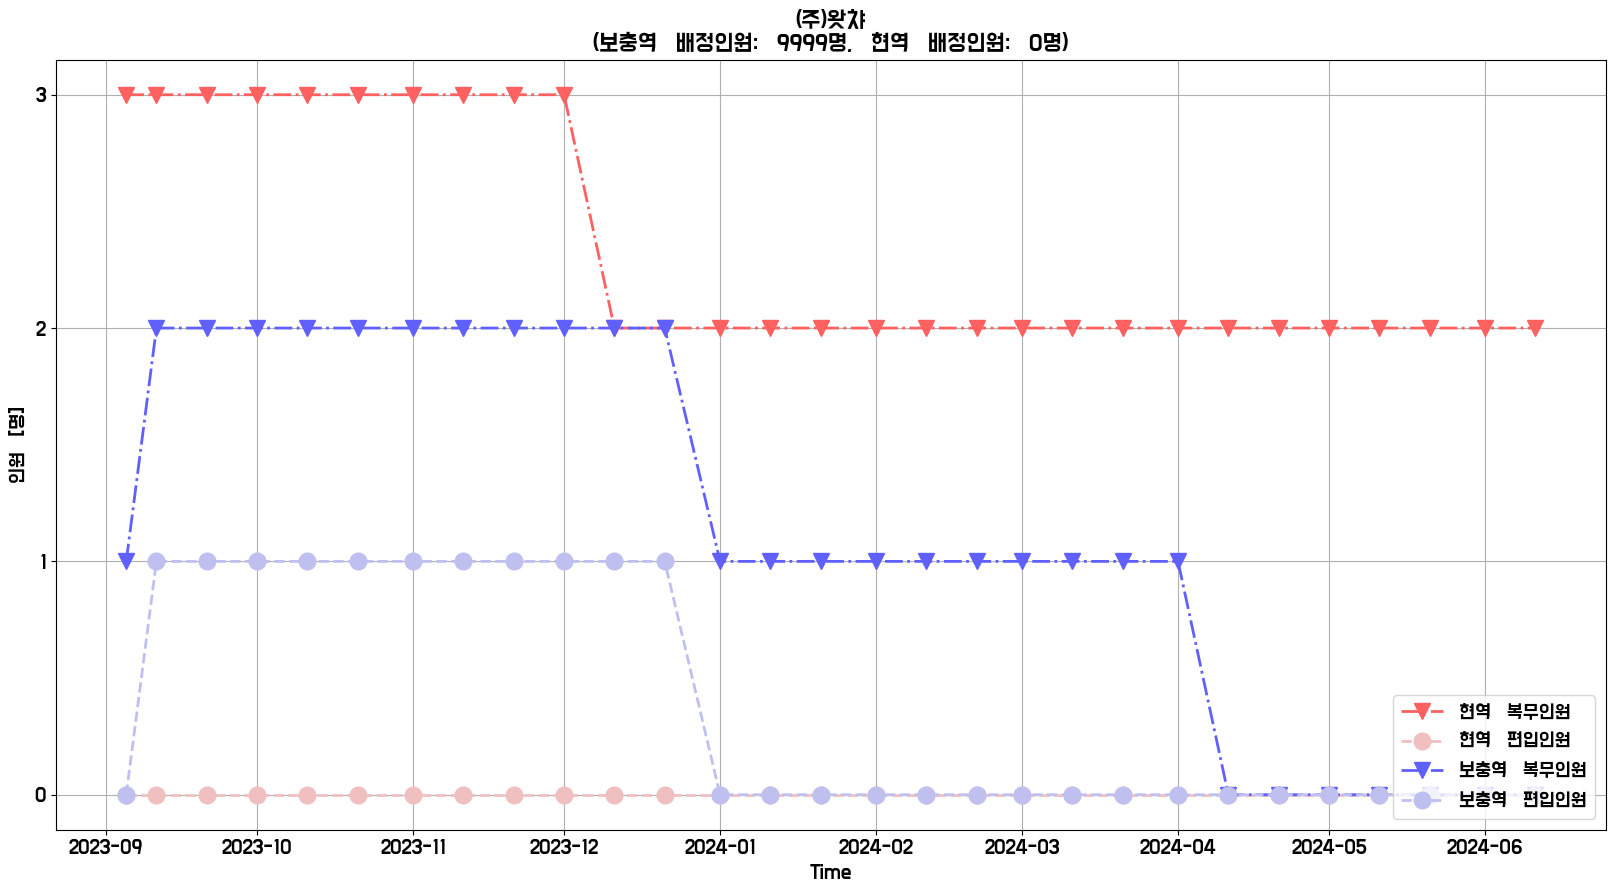 (주)왓챠
(보충역 배정인원: 9999명, 현역 배정인원: 0명)
인원 [명]
3
2
1
0
현역 복무인원
현역 편입인원
보충역 복무인원
보충역 편입인원
2023-09 2023-10 2023-11 2023-12 2024-01 2024-02 2024-03 2024-04 2024-05 2024-06
Time